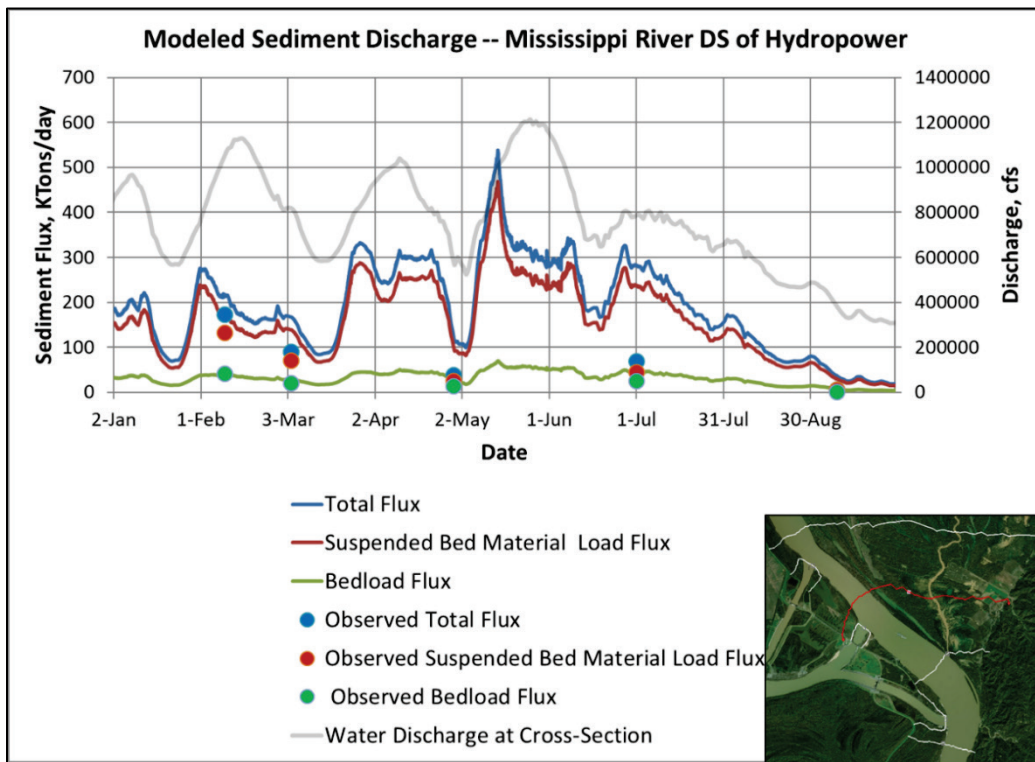 Modeled Sediment Discharge -- Mississippi River DS of Hydropower
700
600
500
400
300
200
100
0
Sediment Flux, KTons/day
1400000
1200000
1000000
800000
600000
400000
200000
0
Discharge, cfs
2-Jan 1-Feb 3-Mar 2-Apr 2-May 1-Jun 1-Jul 31-Jul 30-Aug
Date
Total Flux
Suspended Bed Material Load Flux
Bedload Flux
Observed Total Flux
Observed Suspended Bed Material Load Flux
Observed Bedload Flux
Water Discharge at Cross-Section